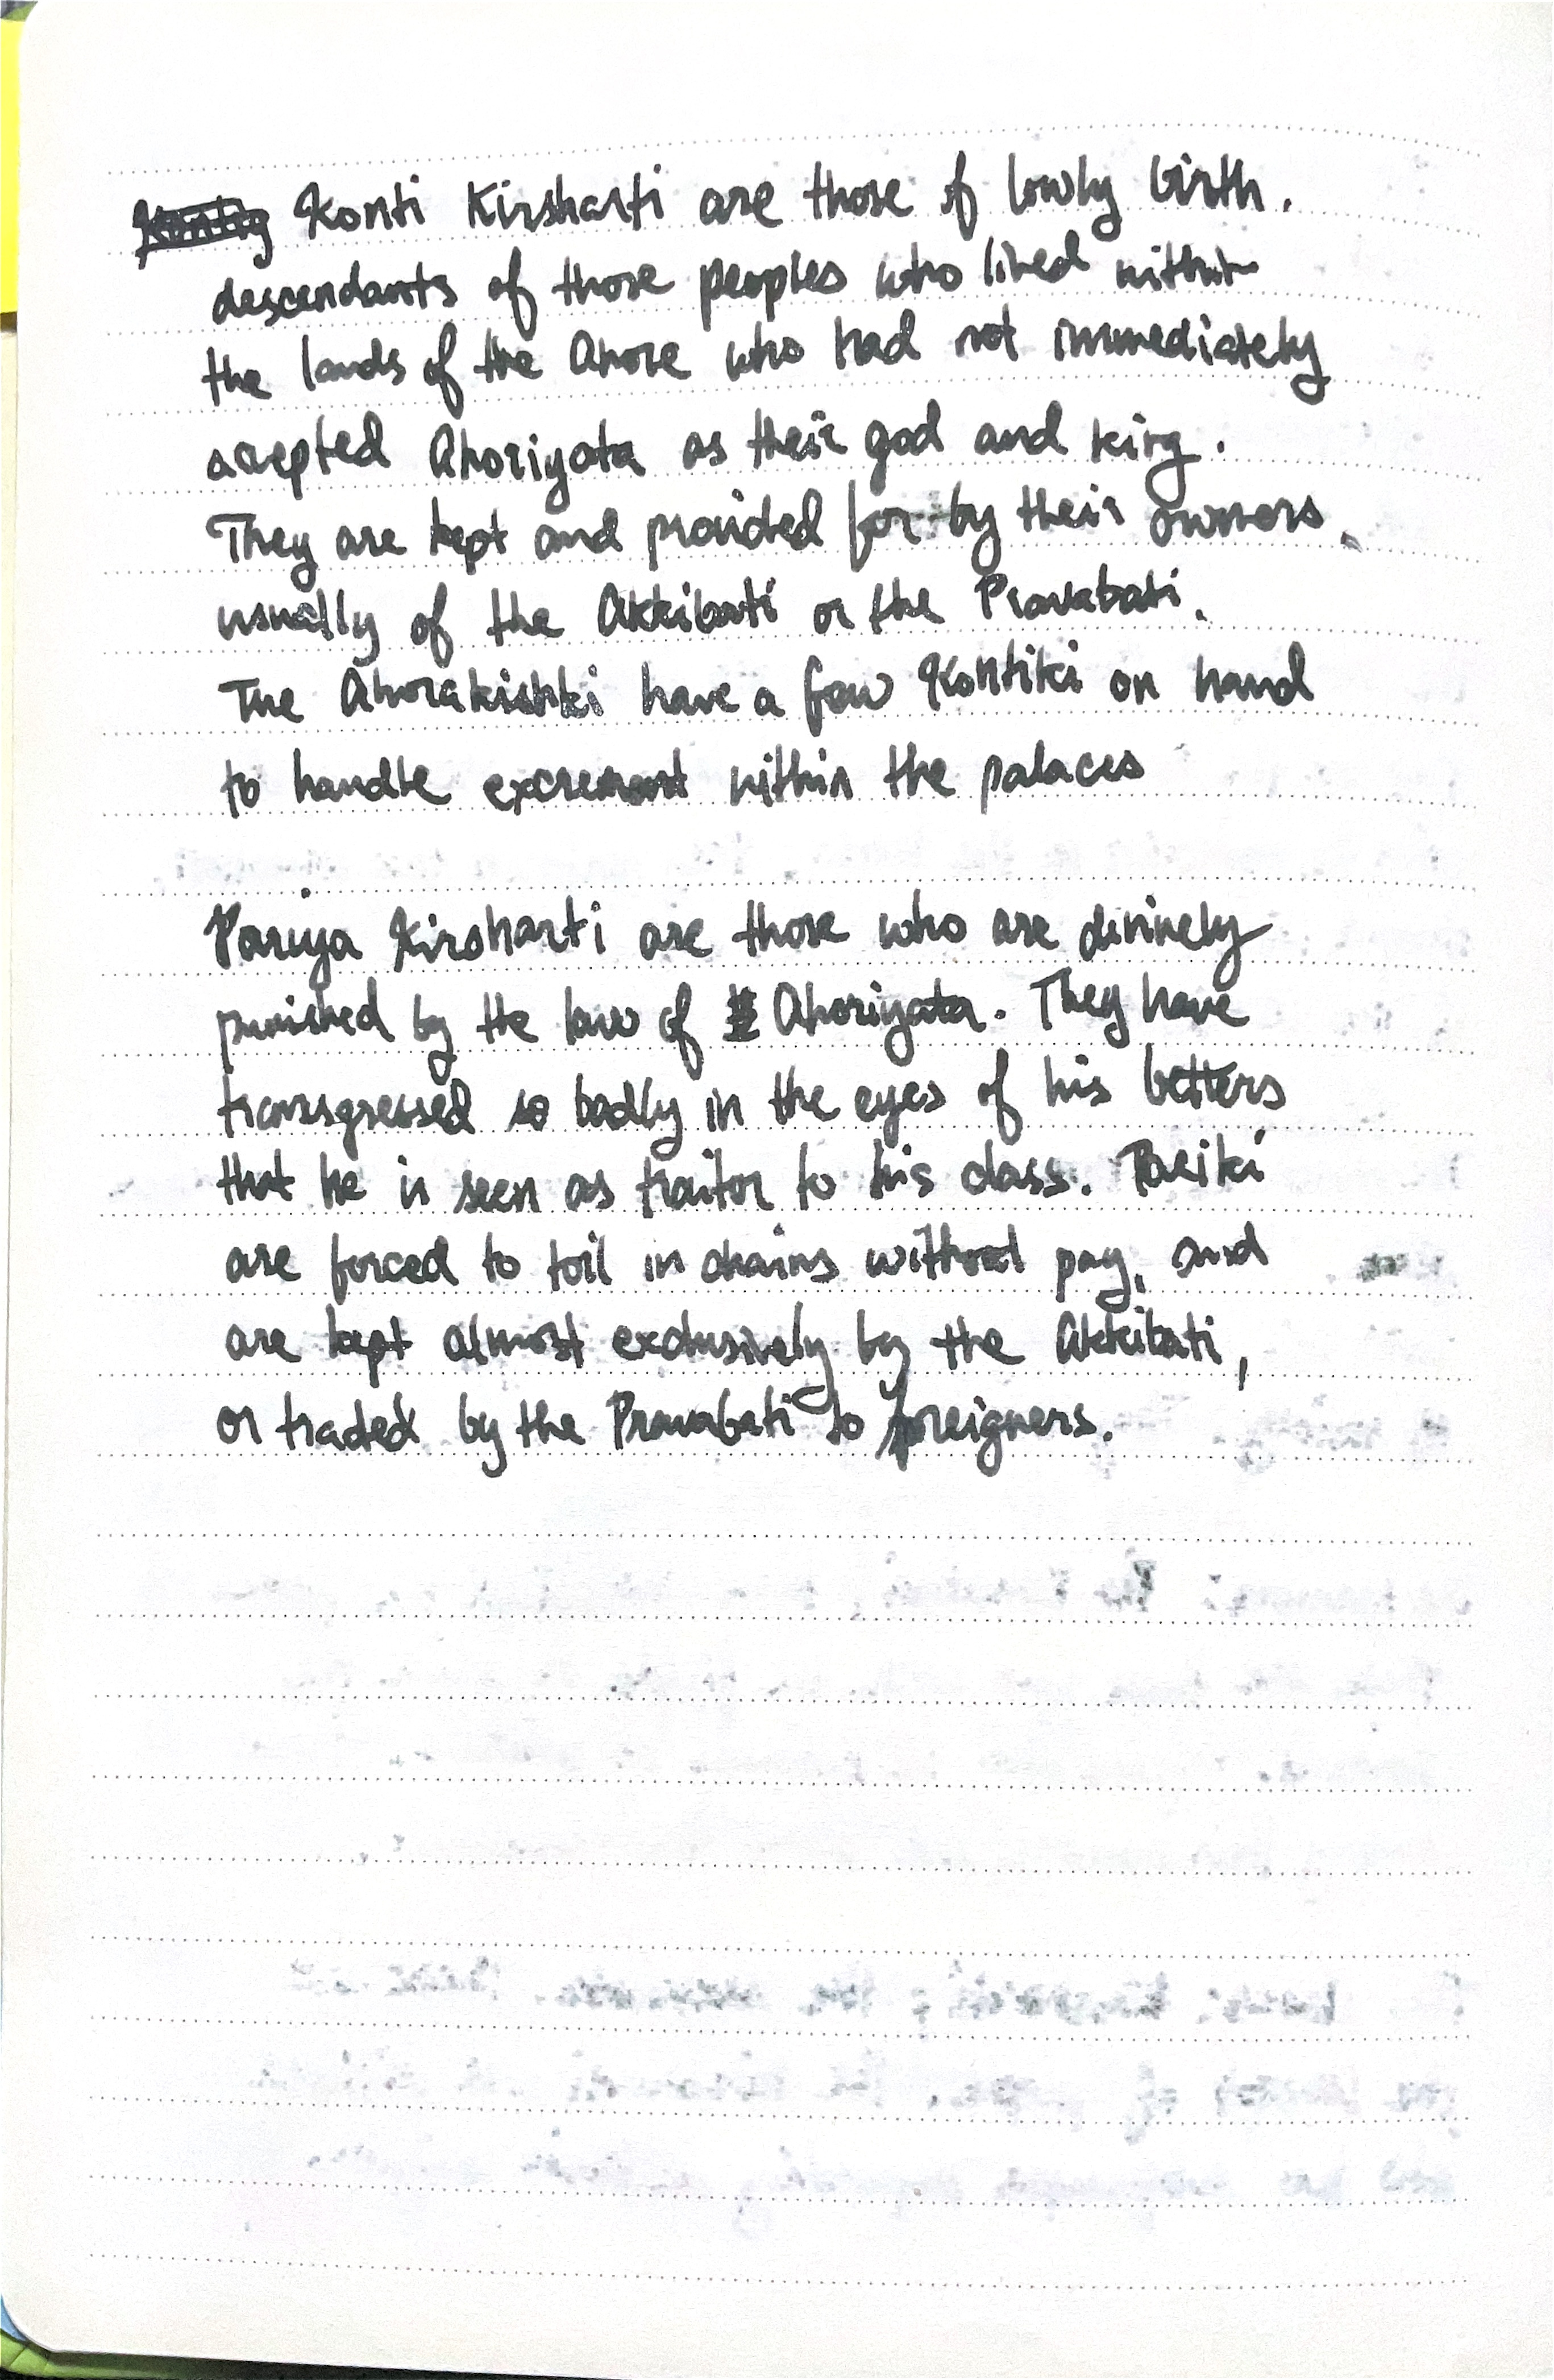 Konti Kirsharti are those of lowly birth.
descendants of those peoples who lived within
the lands of the Ahore who had not immediately
accepted Ahoriyata as their god and king.
They are kept and provided for by their owners,
usually of the Akkibati or the Pravabati.
The Ahorakishki have a few Kontiki on hand
to handle excrement within the palaces
Pariya Kirsharti are those who are divinely
punished by the law of Ahoriyata. They have
transgressed so badly in the eyes of his betters
that he is seen as traitor to his class. Pariki
are forced to toil in chains without pay, and
are kept almost exclusively by the Akkibati,
or traded by the Pravabati to foreigners.